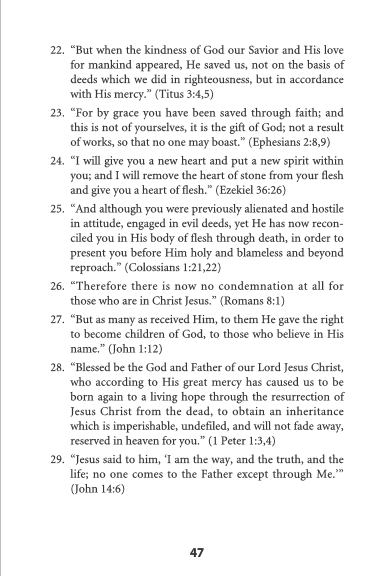 22. “But when the kindness of God our Savior and His love
for mankind appeared, He saved us, not on the basis of
deeds which we did in righteousness, but in accordance
with His mercy.” (Titus 3:4,5)
23. “For by grace you have been saved through faith; and
this is not of yourselves, it is the gift of God; not a result
of works, so that no one may boast.” (Ephesians 2:8,9)
24. “I will give you a new heart and put a new spirit within
you; and I will remove the heart of stone from your flesh
and give you a heart of flesh.” (Ezekiel 36:26)
25. “And although you were previously alienated and hostile
in attitude, engaged in evil deeds, yet He has now recon-
ciled you in His body of flesh through death, in order to
present you before Him holy and blameless and beyond
reproach.” (Colossians 1:21,22)
26. “Therefore there is now no condemnation at all for
those who are in Christ Jesus.” (Romans 8:1)
27. “But as many as received Him, to them He gave the right
to become children of God, to those who believe in His
name.” (John 1:12)
28. “Blessed be the God and Father of our Lord Jesus Christ,
who according to His great mercy has caused us to be
born again to a living hope through the resurrection of
Jesus Christ from the dead, to obtain an inheritance
which is imperishable, undefiled, and will not fade away,
reserved in heaven for you.” (1 Peter 1:3,4)
29. “Jesus said to him, ‘I am the way, and the truth, and the
life; no one comes to the Father except through Me.’”
(John 14:6)
47